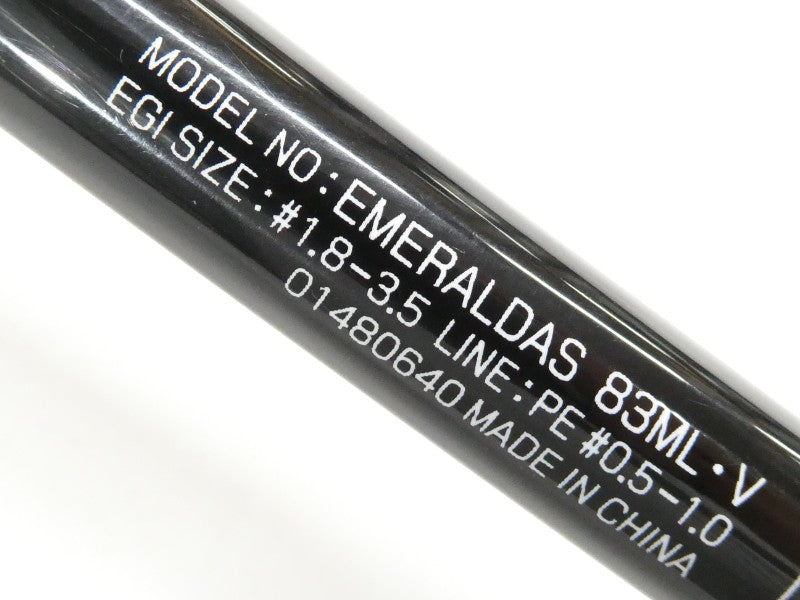 MODEL NO : EMERALDAS 83ML・V
EGI SIZE : #1.8-3.5 LINE : PE #0.5-1.0
01480640 MADE IN CHINA